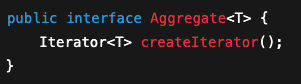 public interface Aggregate<T> {
    Iterator<T> createIterator();
}